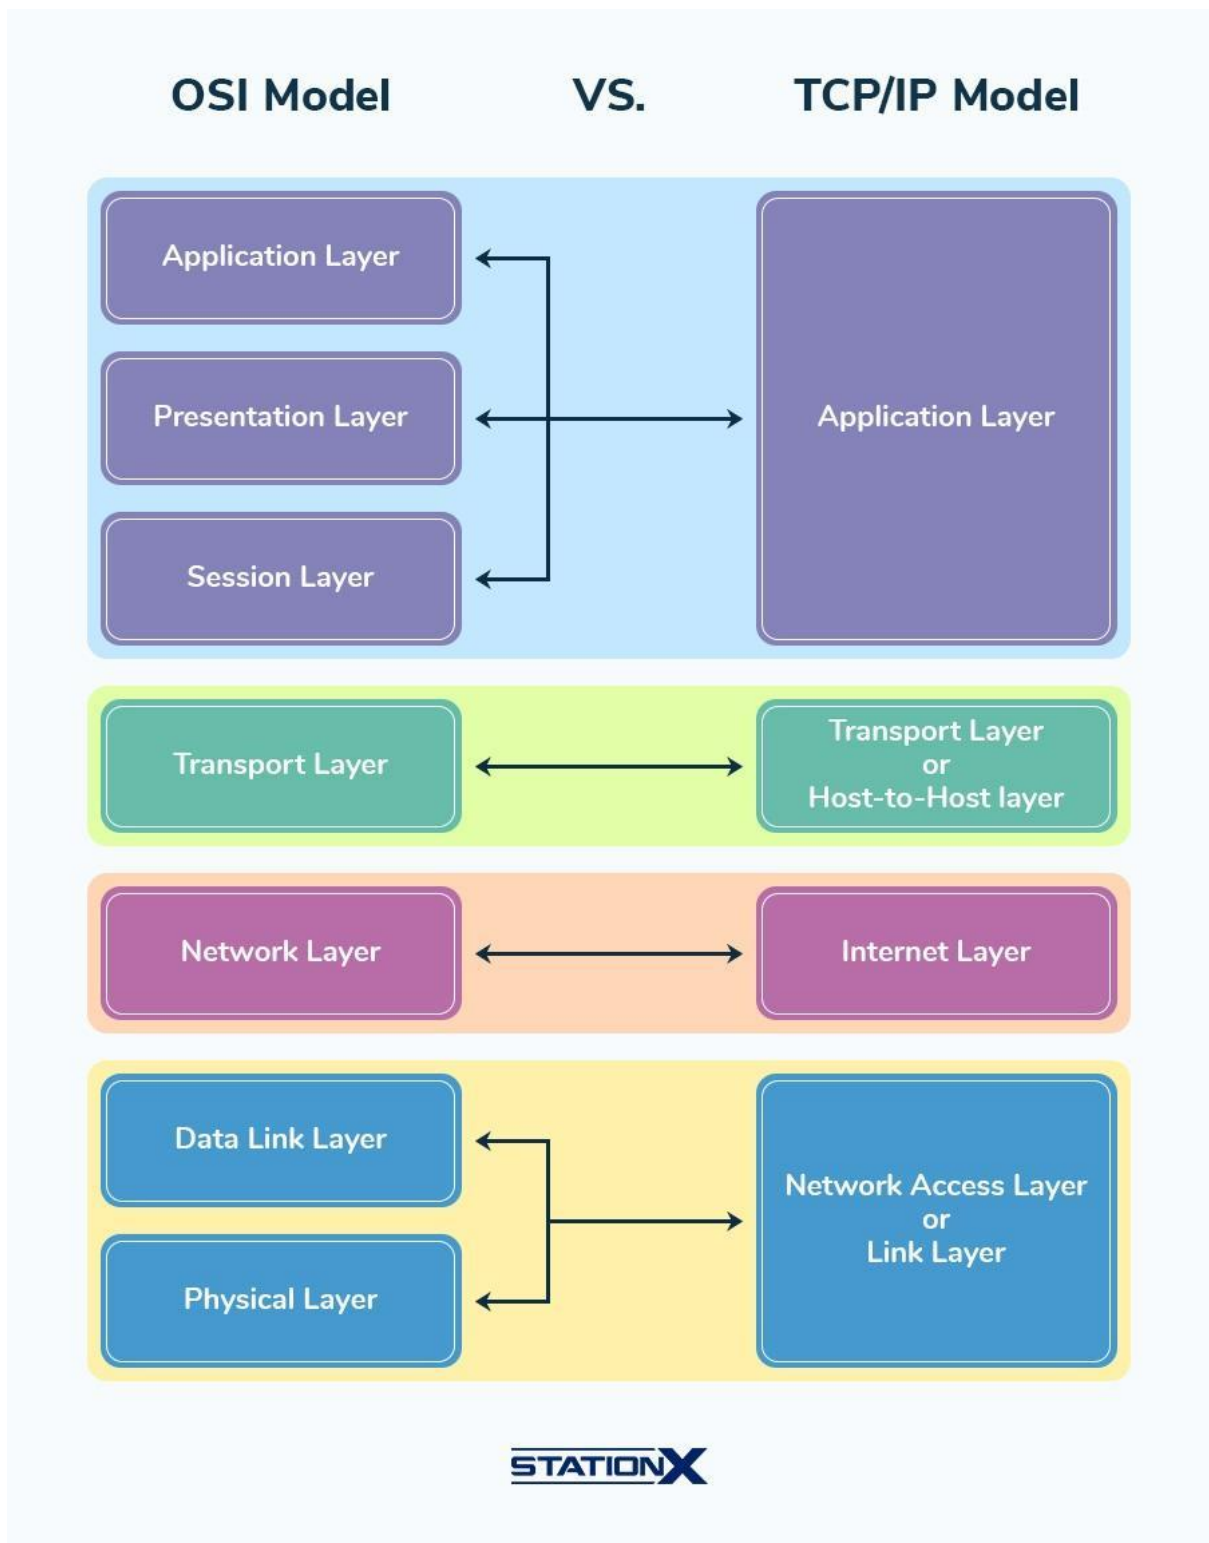 OSI Model VS. TCP/IP Model
Application Layer
Presentation Layer
Session Layer
Application Layer
Transport Layer
Transport Layer
or
Host-to-Host layer
Network Layer
Internet Layer
Data Link Layer
Physical Layer
Network Access Layer
or
Link Layer
STATIONX